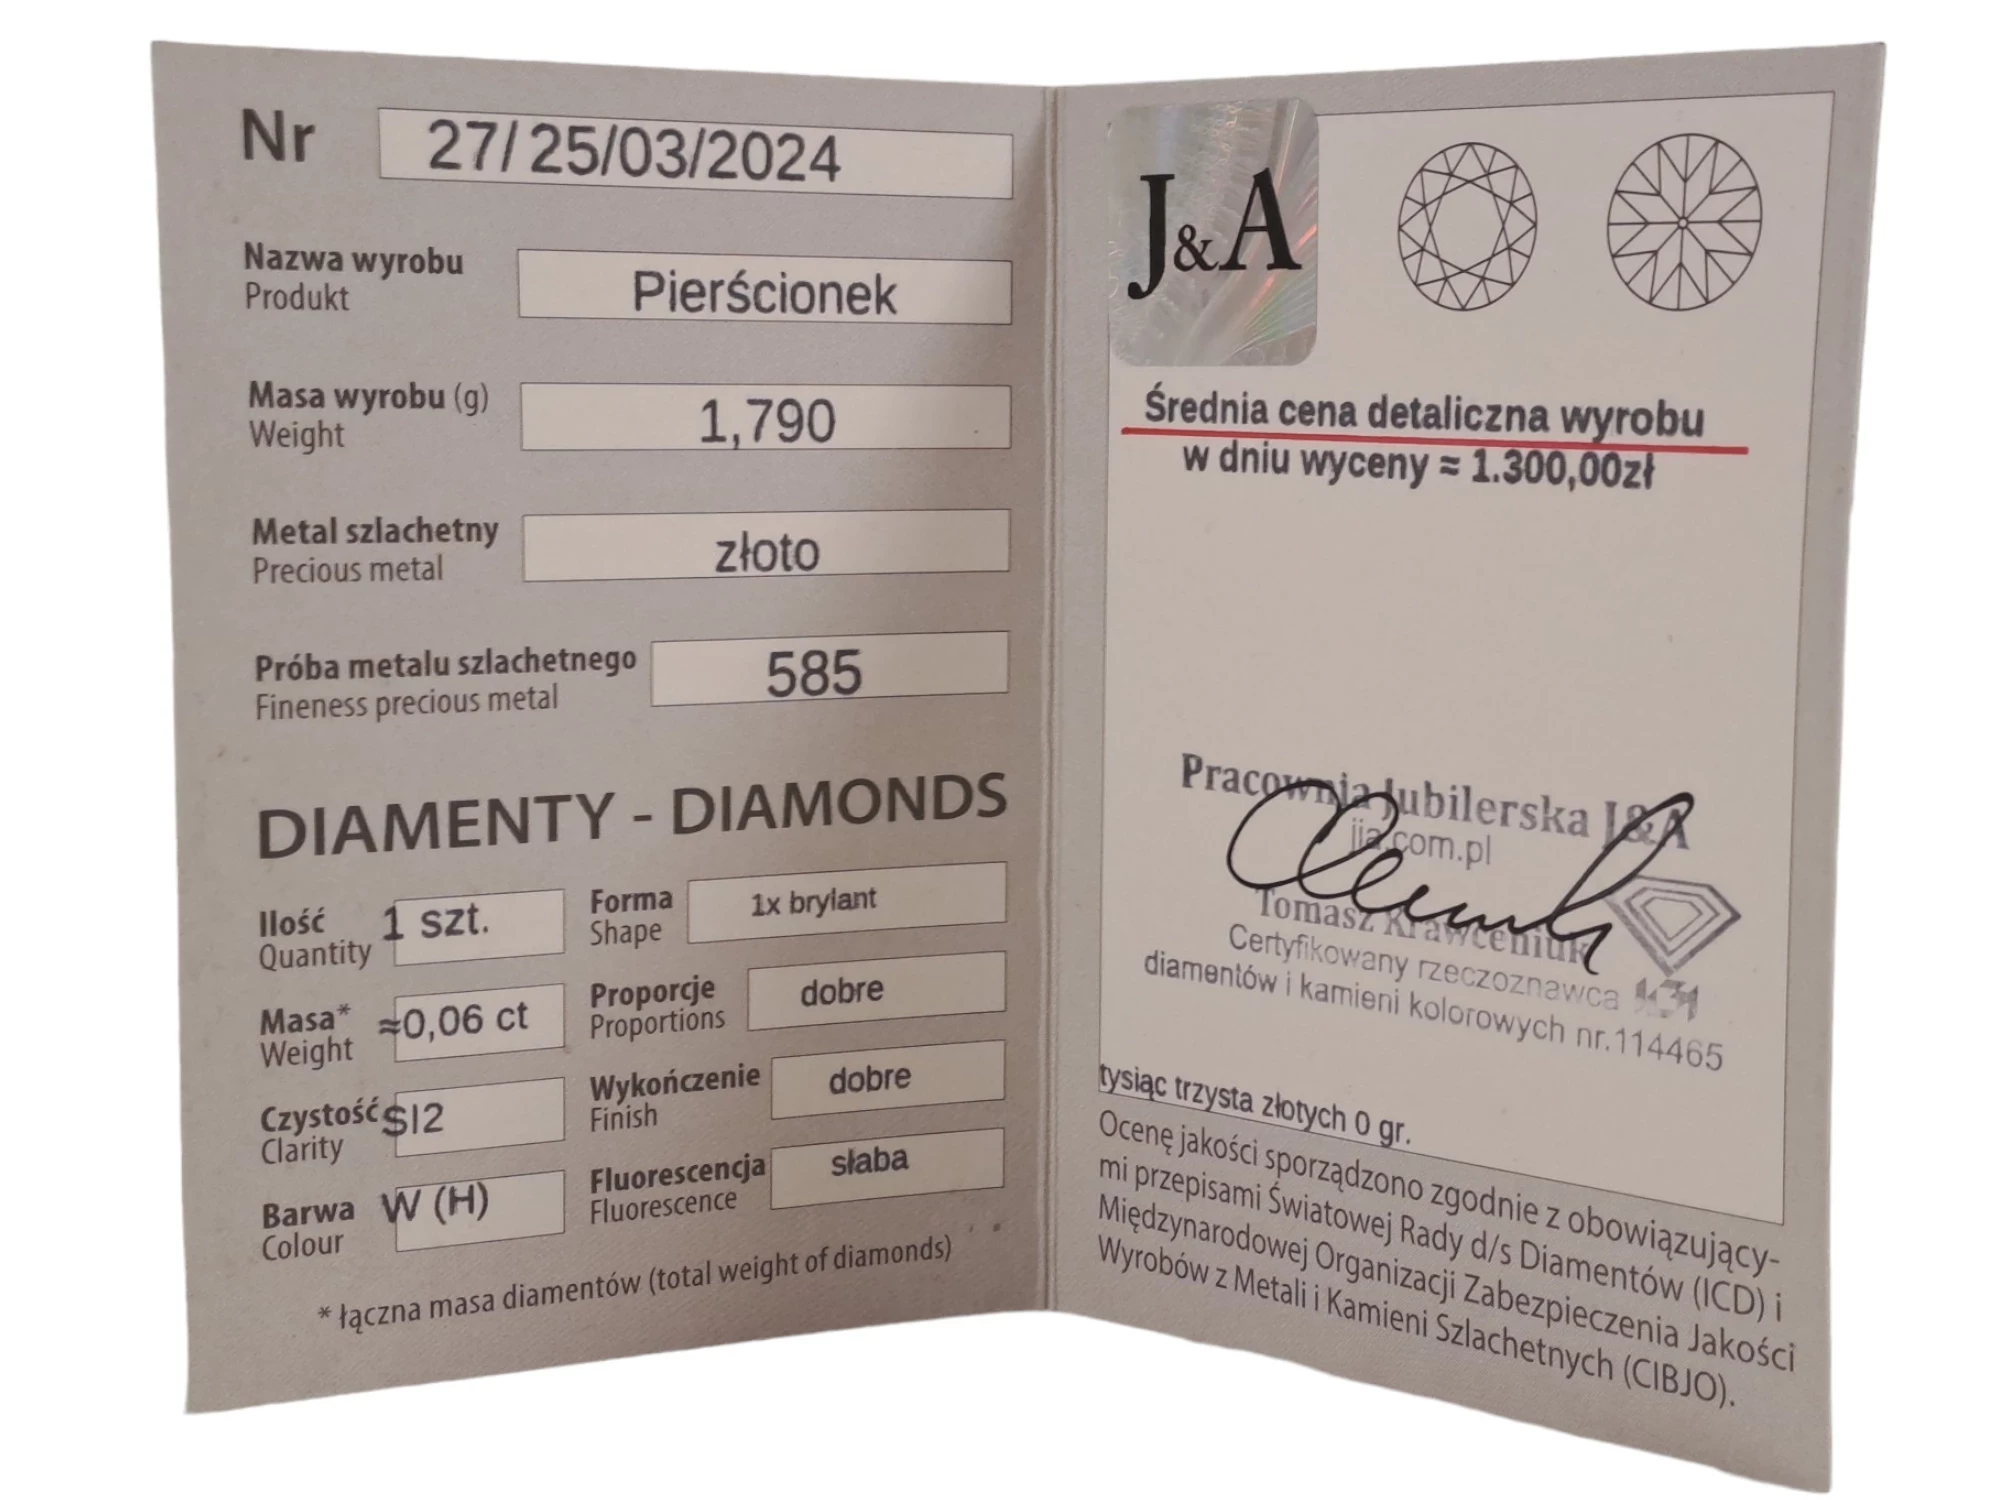 Nr 27/25/03/2024
Nazwa wyrobu Pierścionek
Produkt
Masa wyrobu (g) 1,790
Weight
Metal szlachetny złoto
Precious metal
Próba metalu szlachetnego 585
Fineness precious metal
DIAMENTY - DIAMONDS
Ilość 1 szt.
Quantity
Forma 1x brylant
Shape
Masa* ≈0,06 ct
Weight
Proporcje dobre
Proportions
Czystość SI2
Clarity
Wykończenie dobre
Finish
Barwa W (H)
Colour
Fluorescencja słaba
Fluorescence
* łączna masa diamentów (total weight of diamonds)
J&A
Średnia cena detaliczna wyrobu
w dniu wyceny ≈ 1.300,00zł
Pracownia Jubilerska J&A
jja.com.pl
Tomasz Krawceniuk
Certyfikowany rzeczoznawca
diamentów i kamieni kolorowych nr.114465
tysiąc trzysta złotych 0 gr.
Ocenę jakości sporządzono zgodnie z obowiązujący-
mi przepisami Światowej Rady d/s Diamentów (ICD) i
Międzynarodowej Organizacji Zabezpieczenia Jakości
Wyrobów z Metali i Kamieni Szlachetnych (CIBJO).